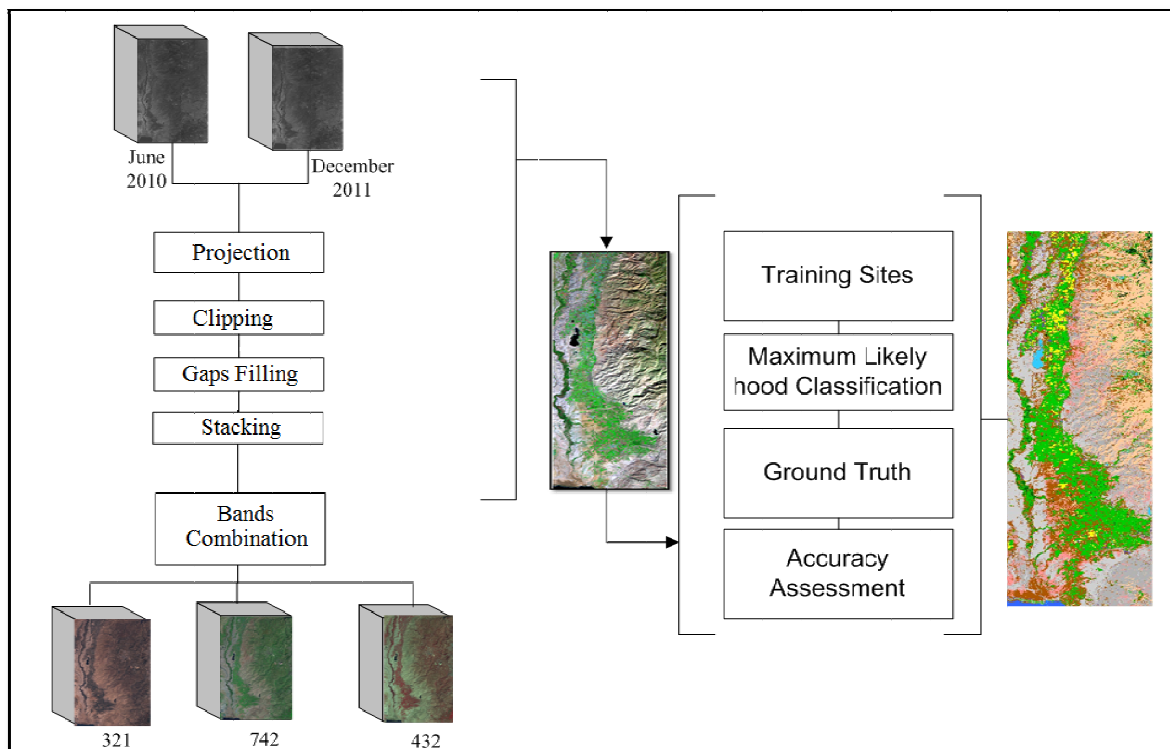 June
2010
December
2011
Projection
Clipping
Gaps Filling
Stacking
Bands
Combination
321
742
432
Training Sites
Maximum Likely
hood Classification
Ground Truth
Accuracy
Assessment